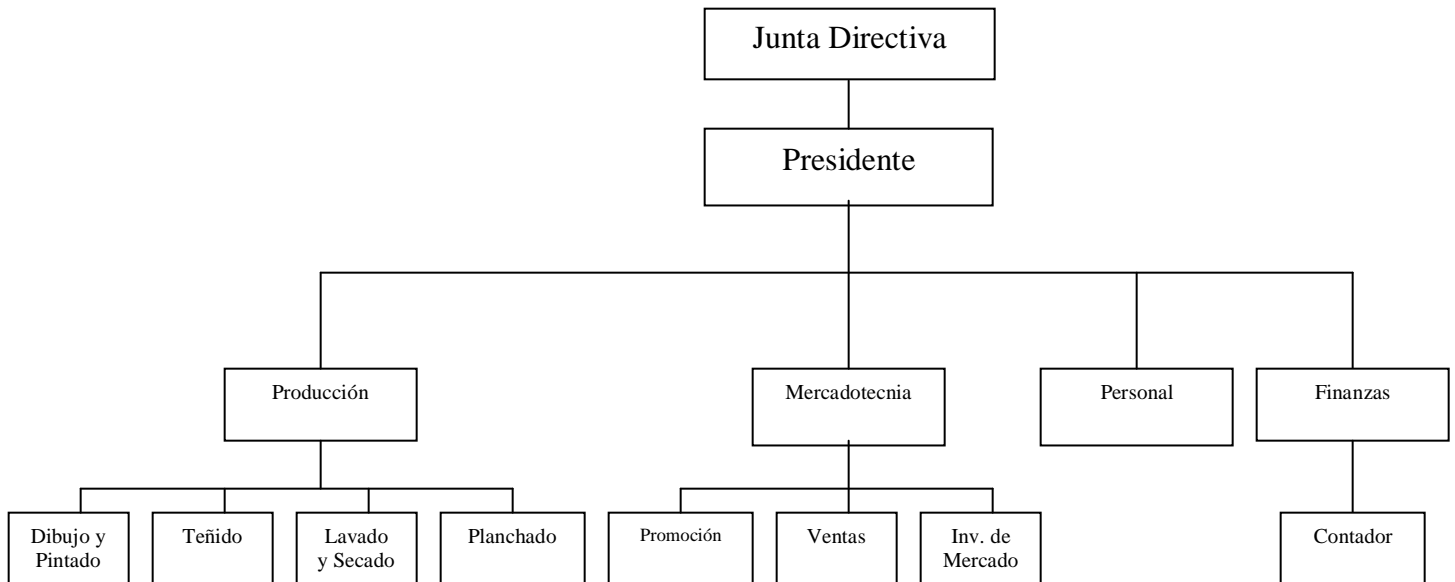 Junta Directiva
Presidente
Producción
Mercadotecnia
Personal
Finanzas
Dibujo y
Pintado
Teñido
Lavado
y Secado
Planchado
Promoción
Ventas
Inv. de
Mercado
Contador